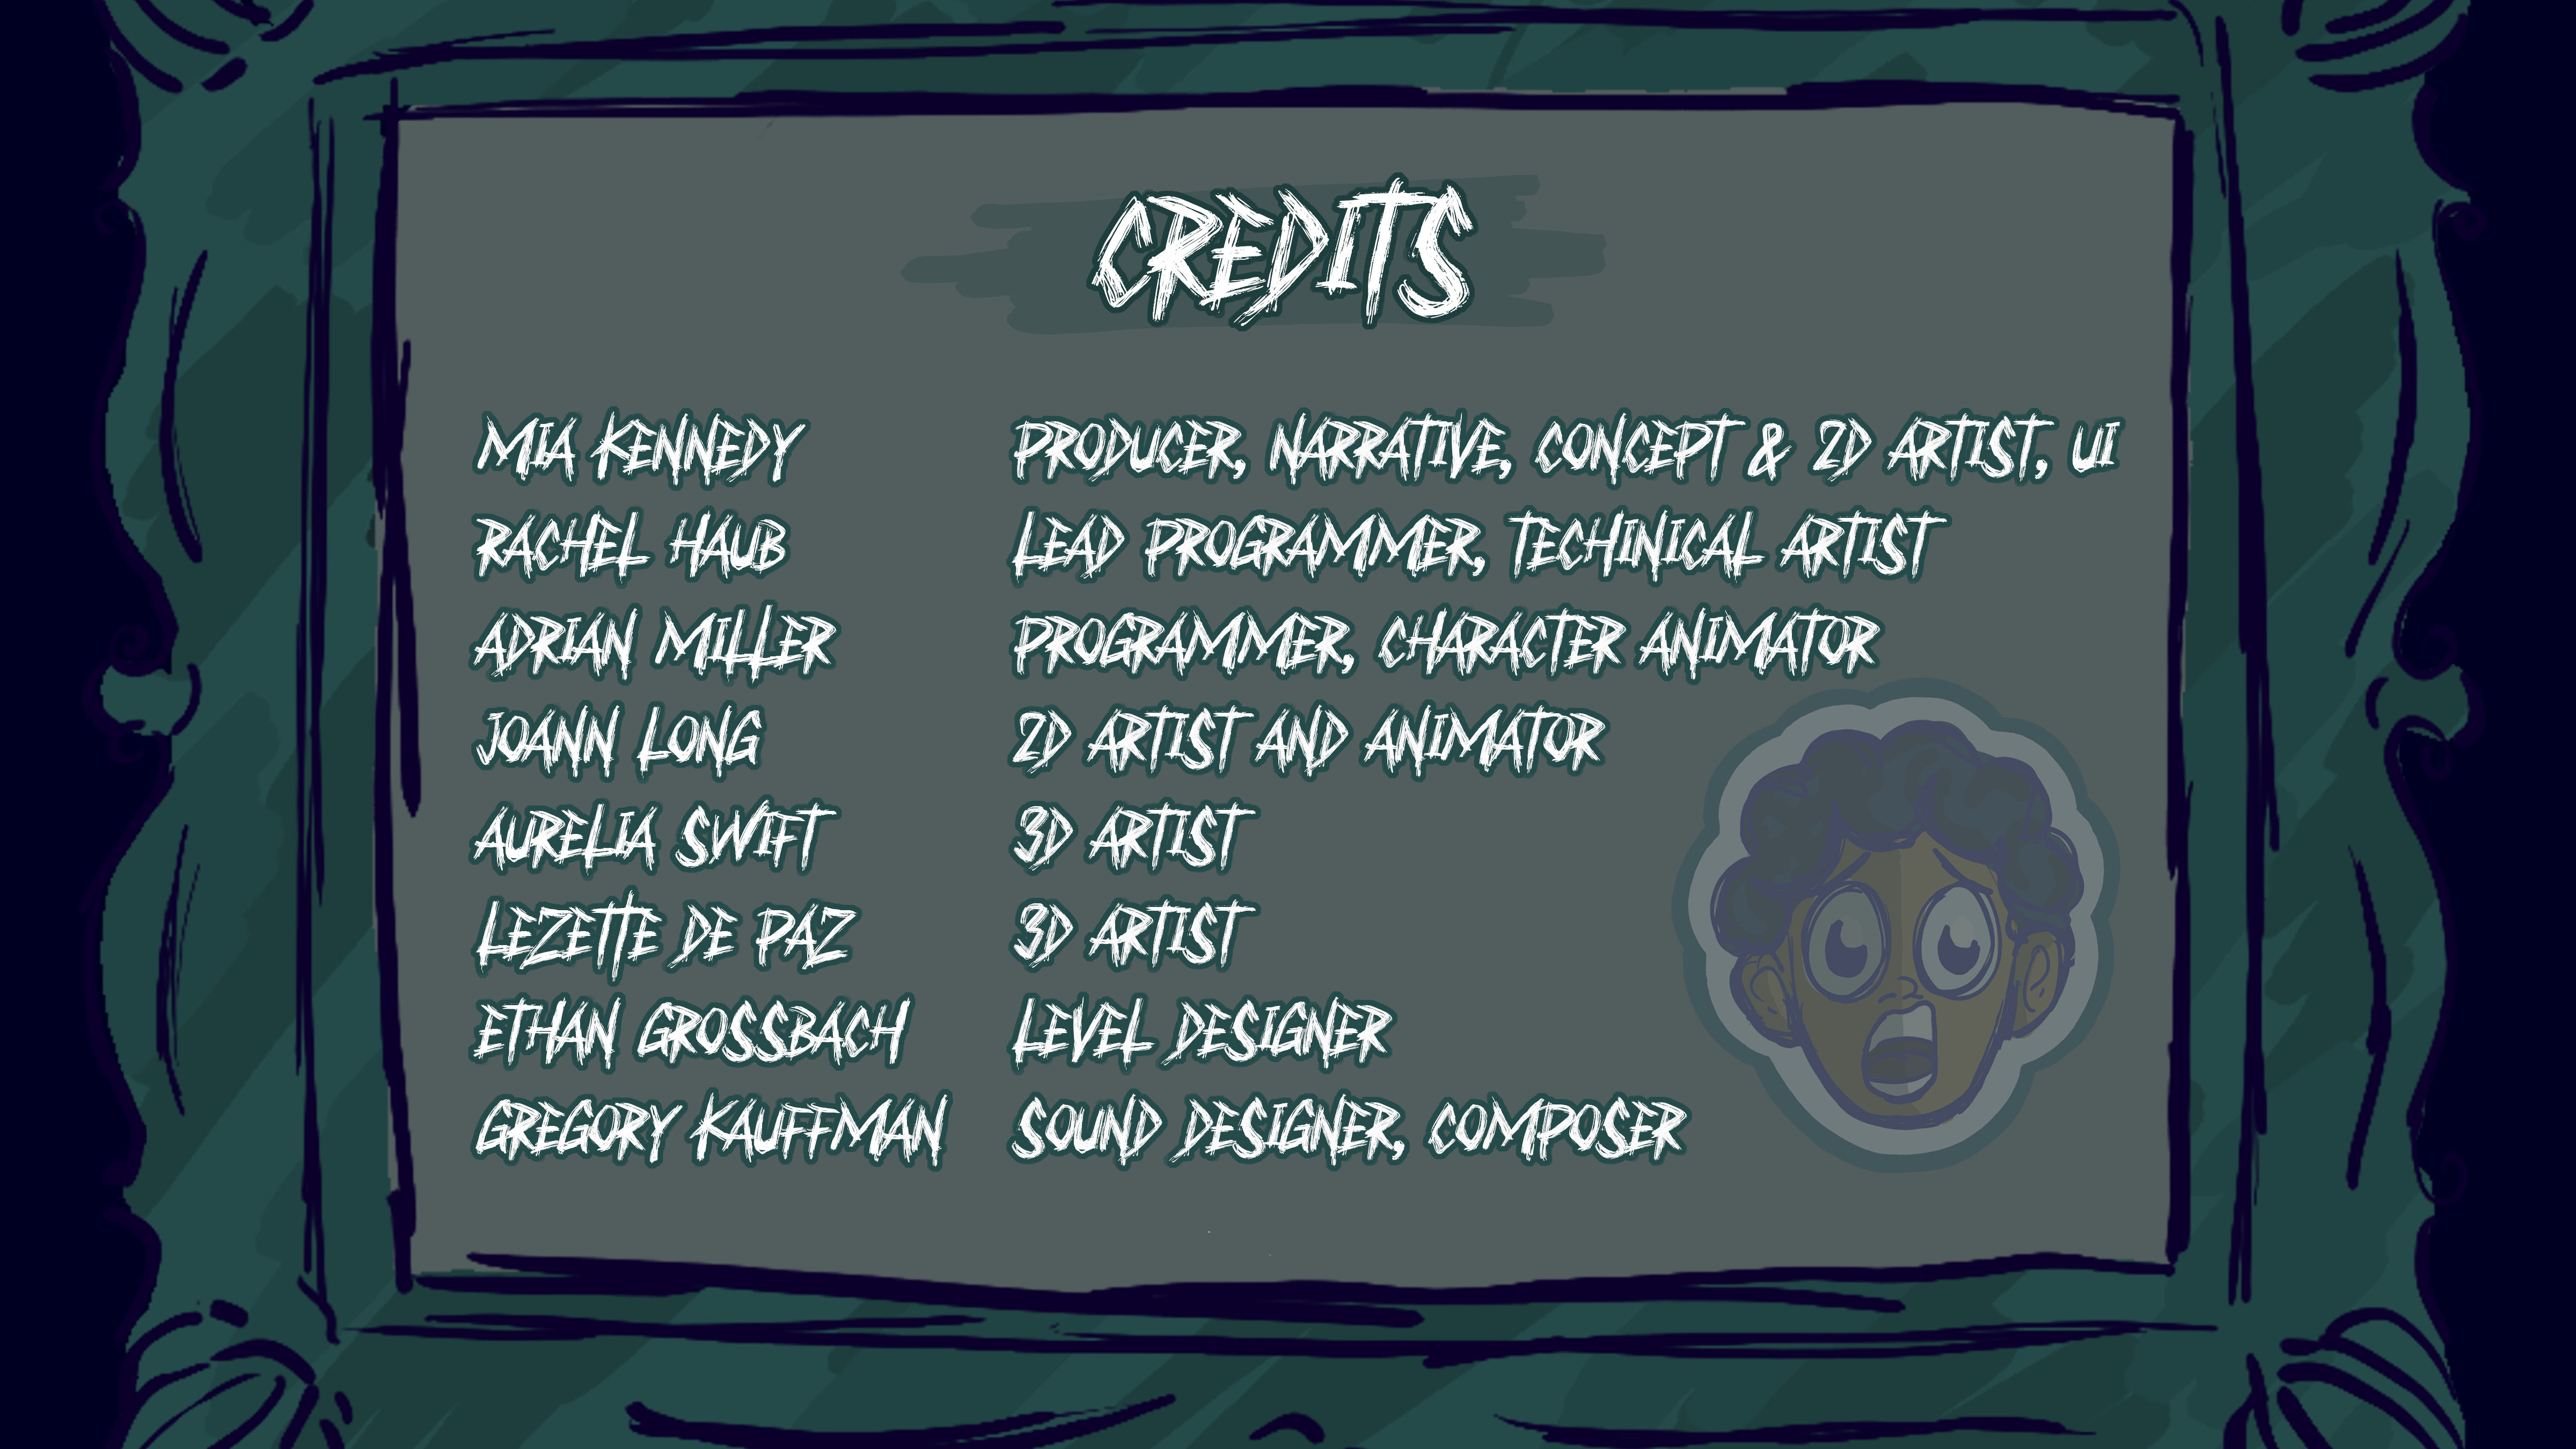 CREDITS
MIA KENNEDY PRODUCER, NARRATIVE, CONCEPT & 2D ARTIST, UI
RACHEL HAUB LEAD PROGRAMMER, TECHINICAL ARTIST
ADRIAN MILLER PROGRAMMER, CHARACTER ANIMATOR
JOANN LONG 2D ARTIST AND ANIMATOR
AURELIA SWIFT 3D ARTIST
LEZETTE DE PAZ 3D ARTIST
ETHAN GROSSBACH LEVEL DESIGNER
GREGORY KAUFFMAN SOUND DESIGNER, COMPOSER